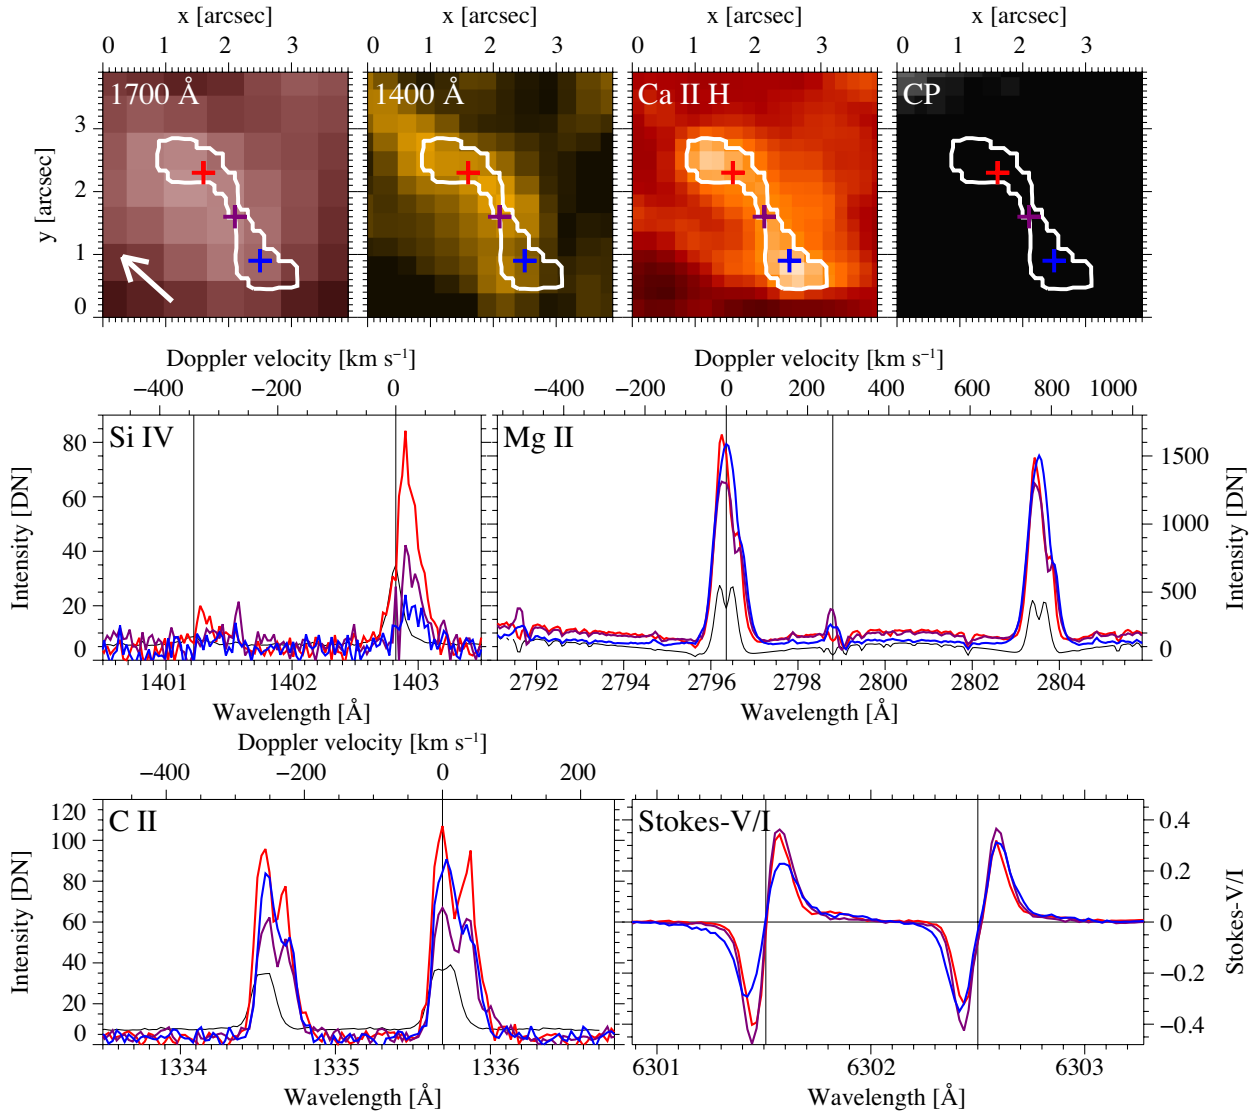 x [arcsec] x [arcsec] x [arcsec] x [arcsec]
0 1 2 3 0 1 2 3 0 1 2 3 0 1 2 3
1700 Å 1400 Å Ca II H CP
y [arcsec]
3
2
1
0
Doppler velocity [km s⁻¹] Doppler velocity [km s⁻¹]
−400 −200 0 −400 −200 0 200 400 600 800 1000
Si IV Mg II
Intensity [DN]
80
60
40
20
0
1500
1000
500
0
Intensity [DN]
1401 1402 1403 2792 2794 2796 2798 2800 2802 2804
Wavelength [Å] Wavelength [Å]
Doppler velocity [km s⁻¹]
−400 −200 0 200
C II Stokes-V/I
Intensity [DN]
120
100
80
60
40
20
0
0.4
0.2
0
−0.2
−0.4
Stokes-V/I
1334 1335 1336 6301 6302 6303
Wavelength [Å] Wavelength [Å]